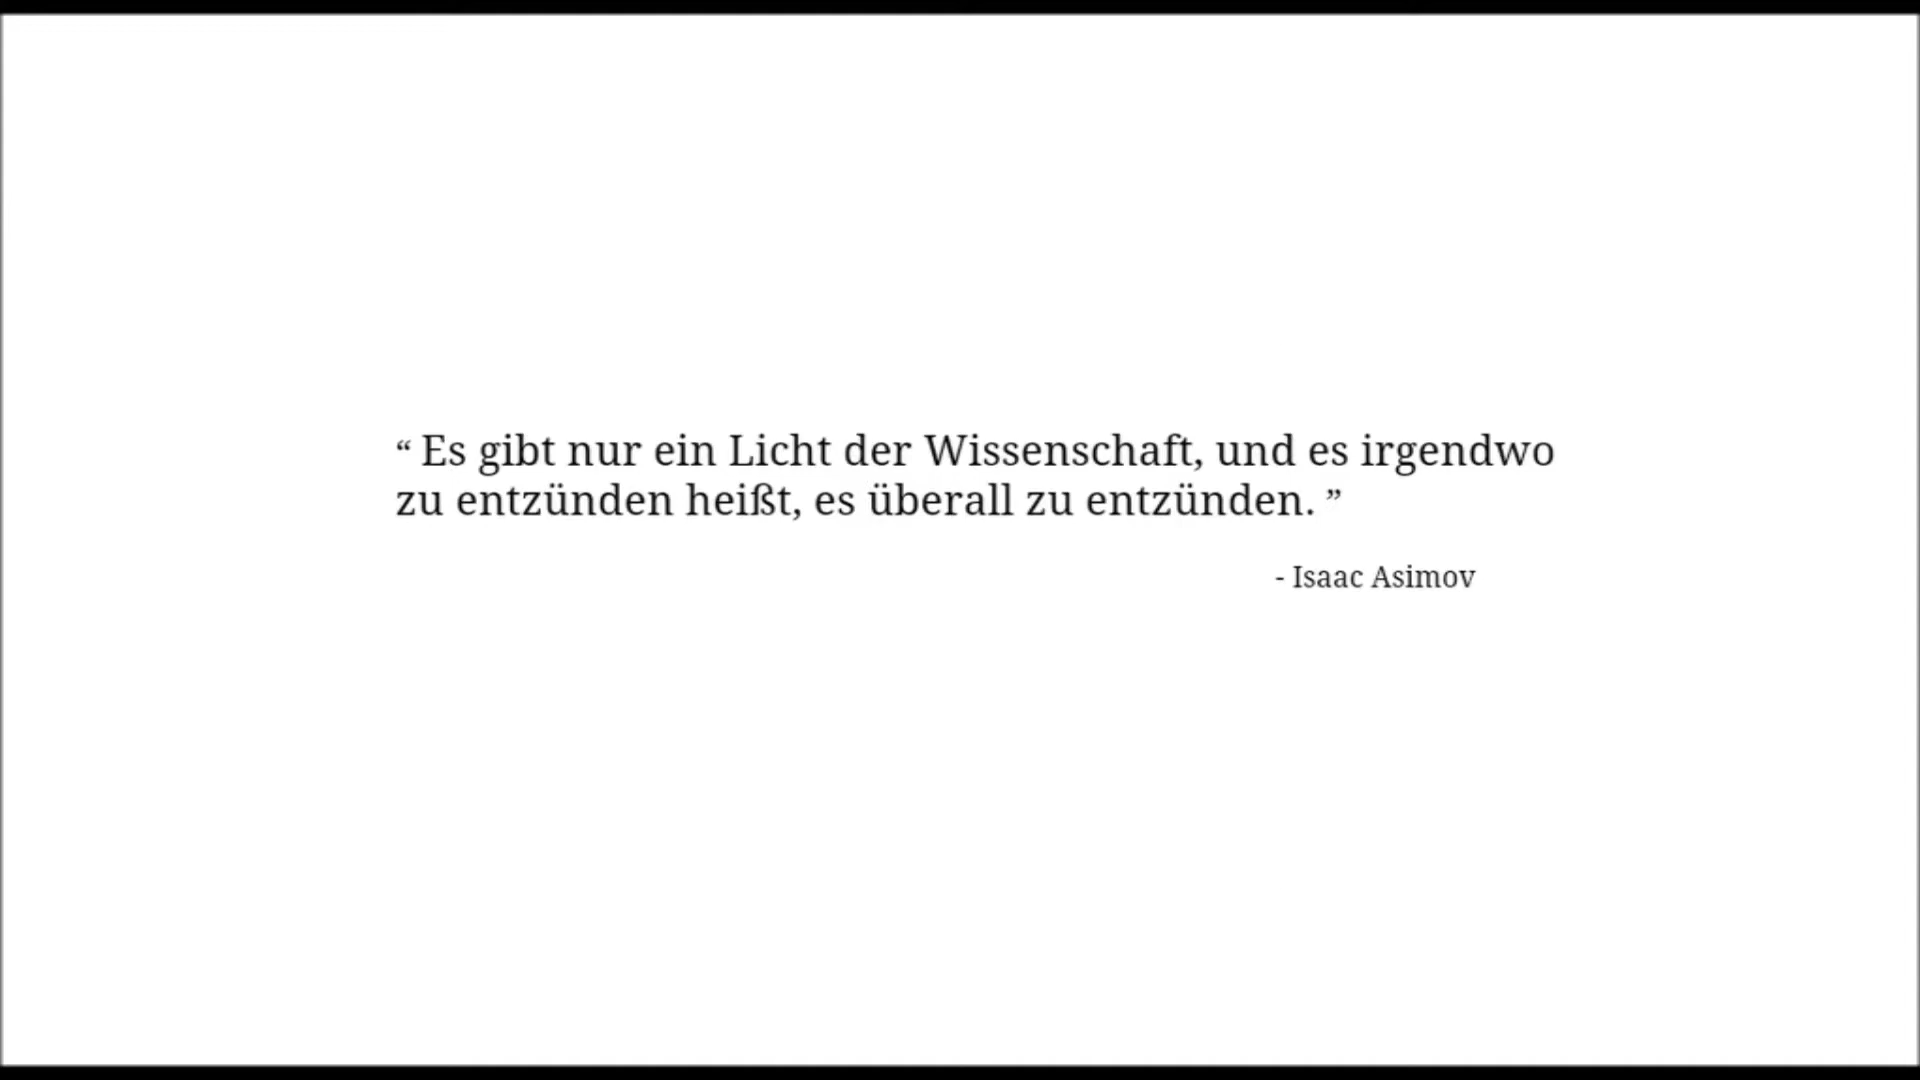 “ Es gibt nur ein Licht der Wissenschaft, und es irgendwo
zu entzünden heißt, es überall zu entzünden. ”
- Isaac Asimov